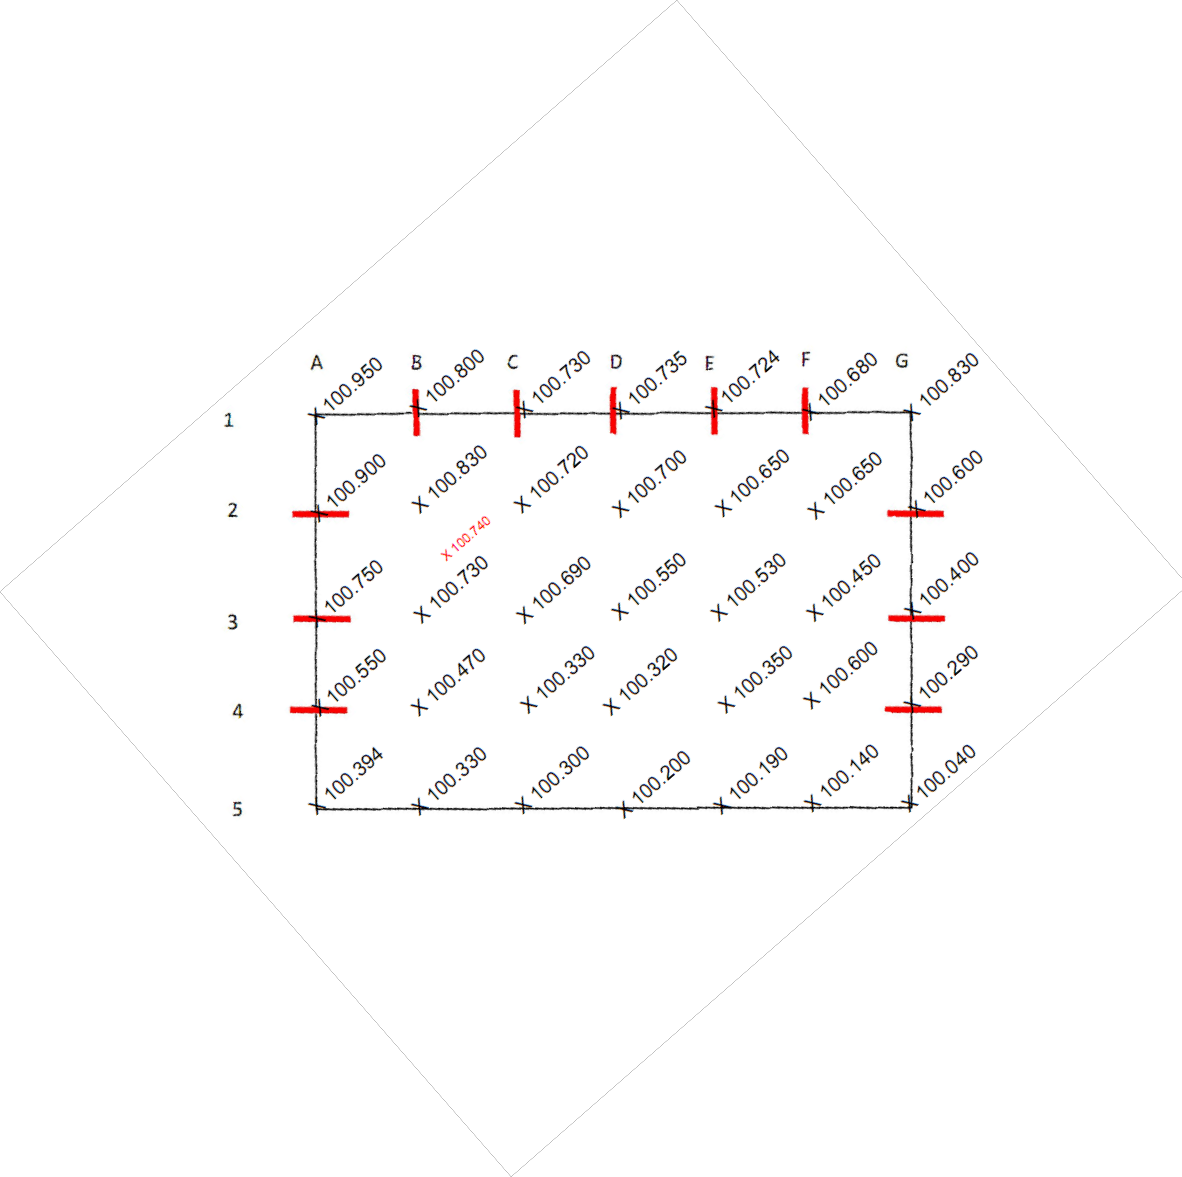 A B C D E F G
1 100.950 100.800 100.730 100.735 100.724 100.680 100.830
2 100.900 X 100.830 X 100.720 X 100.700 X 100.650 X 100.650 100.600
X 100.740
3 100.750 X 100.730 X 100.690 X 100.550 X 100.530 X 100.450 100.400
4 100.550 X 100.470 X 100.330 X 100.320 X 100.350 X 100.600 100.290
5 100.394 100.330 100.300 100.200 100.190 100.140 100.040